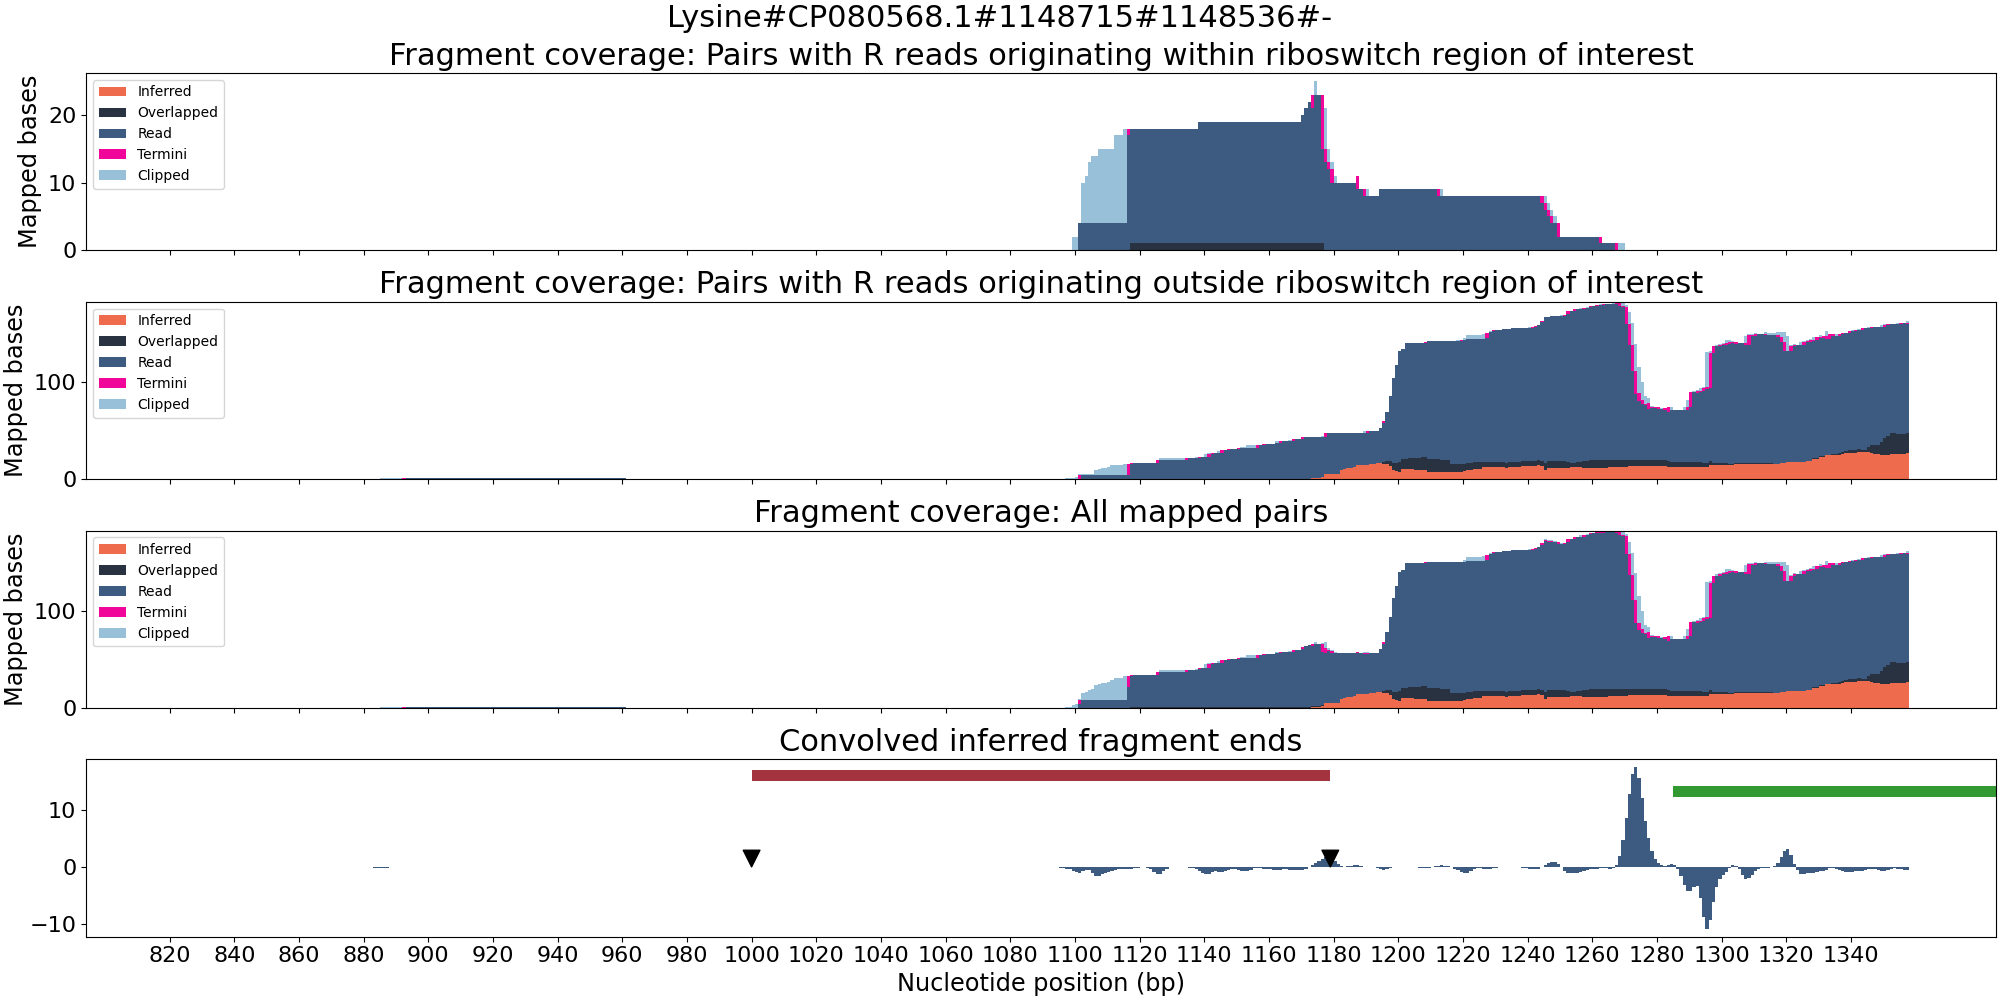 Lysine#CP080568.1#1148715#1148536#-
Fragment coverage: Pairs with R reads originating within riboswitch region of interest
Mapped bases
20
10
0
Inferred
Overlapped
Read
Termini
Clipped
Fragment coverage: Pairs with R reads originating outside riboswitch region of interest
Mapped bases
100
0
Inferred
Overlapped
Read
Termini
Clipped
Fragment coverage: All mapped pairs
Mapped bases
100
0
Inferred
Overlapped
Read
Termini
Clipped
Convolved inferred fragment ends
10
0
−10
820 840 860 880 900 920 940 960 980 1000 1020 1040 1060 1080 1100 1120 1140 1160 1180 1200 1220 1240 1260 1280 1300 1320 1340
Nucleotide position (bp)